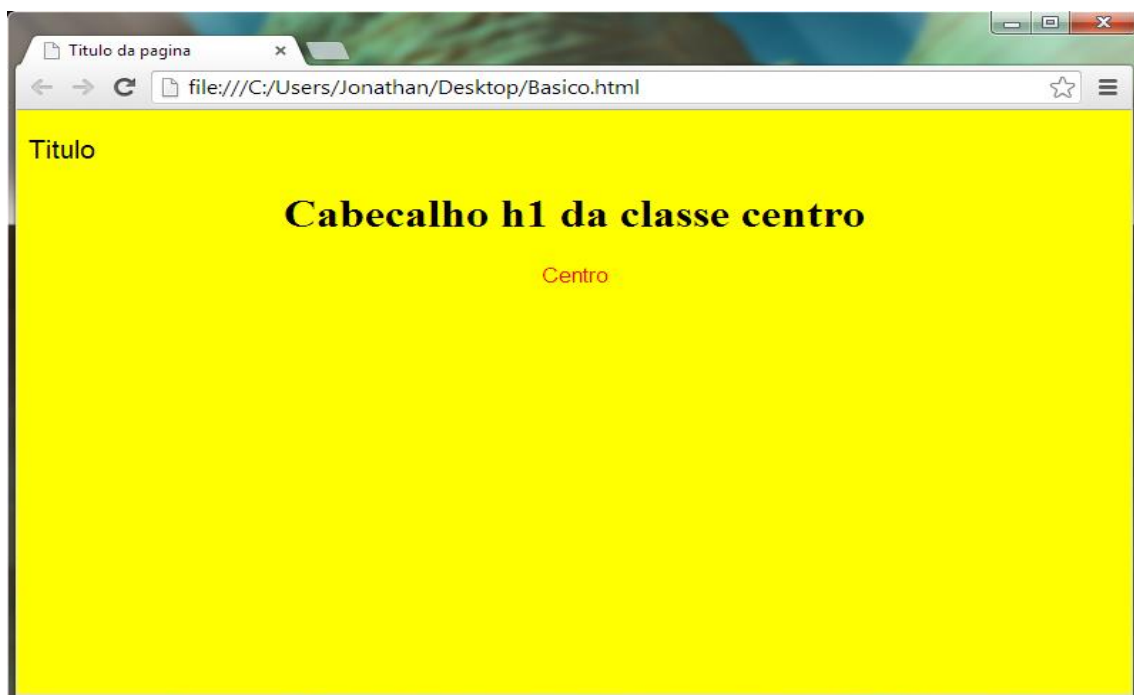 Titulo da pagina
file:///C:/Users/Jonathan/Desktop/Basico.html
Titulo
Cabecalho h1 da classe centro
Centro